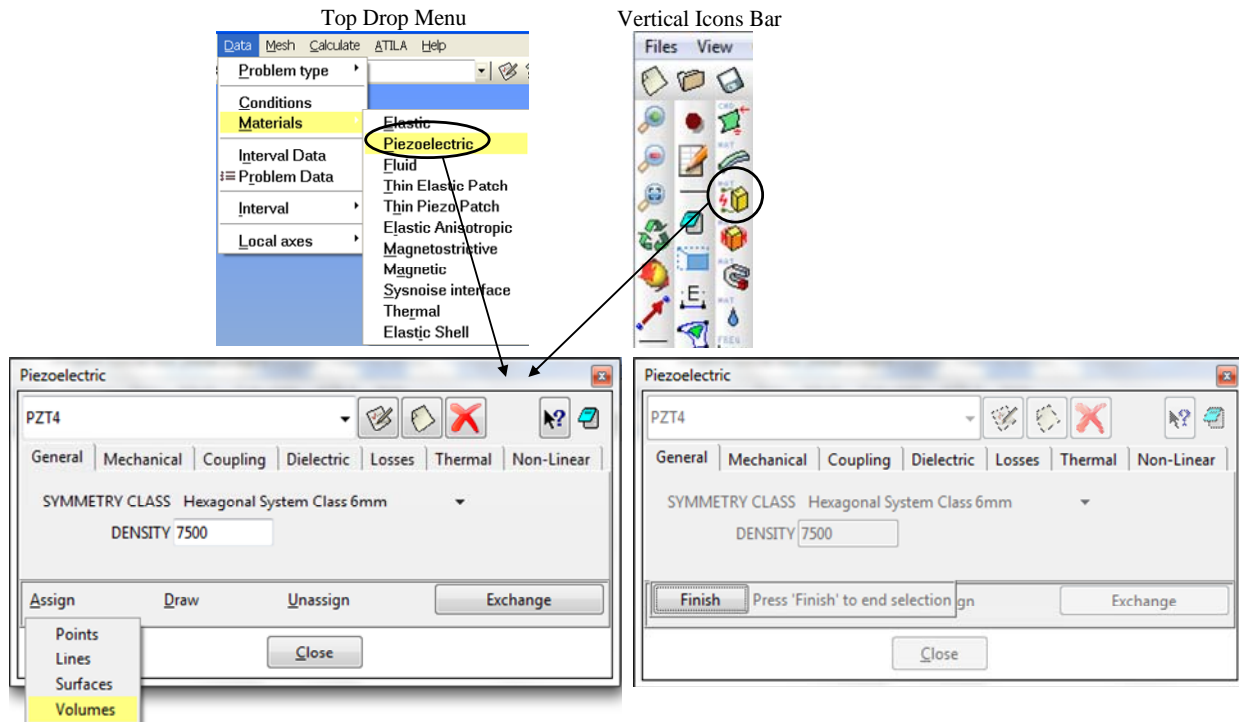 Top Drop Menu
Vertical Icons Bar
Data Mesh Calculate ATILA Help
Problem type
Conditions
Materials
Interval Data
Problem Data
Interval
Local axes
Elastic
Piezoelectric
Fluid
Thin Elastic Patch
Thin Piezo Patch
Elastic Anisotropic
Magnetostrictive
Magnetic
Sysnoise interface
Thermal
Elastic Shell
Files View
MAT
MAT
E
MAT
Piezoelectric
PZT4
General Mechanical Coupling Dielectric Losses Thermal Non-Linear
SYMMETRY CLASS Hexagonal System Class 6mm
DENSITY 7500
Assign Draw Unassign Exchange
Close
Points
Lines
Surfaces
Volumes
Piezoelectric
PZT4
General Mechanical Coupling Dielectric Losses Thermal Non-Linear
SYMMETRY CLASS Hexagonal System Class 6mm
DENSITY 7500
Finish Press 'Finish' to end selection gn Exchange
Close